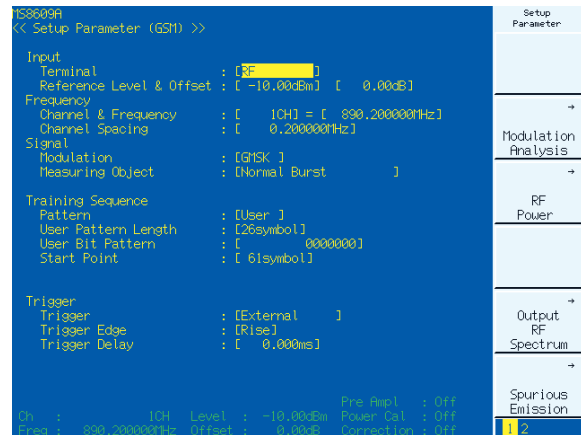 MS8609A
<< Setup Parameter (GSM) >>
Input
Terminal : [RF ]
Reference Level & Offset : [ -10.00dBm] [ 0.00dB]
Frequency
Channel & Frequency : [ 1CH] = [ 890.200000MHz]
Channel Spacing : [ 0.200000MHz]
Signal
Modulation : [GMSK ]
Measuring Object : [Normal Burst ]
Training Sequence
Pattern : [User ]
User Pattern Length : [26symbol]
User Bit Pattern : [ 0000000]
Start Point : [ 61symbol]
Trigger
Trigger : [External ]
Trigger Edge : [Rise]
Trigger Delay : [ 0.000ms]
Pre Ampl : Off
Ch : 1CH Level : -10.00dBm Power Cal : Off
Freq : 890.200000MHz Offset : 0.00dB Correction : Off
Setup
Parameter
→
Modulation
Analysis
→
RF
Power
→
Output
RF
Spectrum
→
Spurious
Emission
1 2